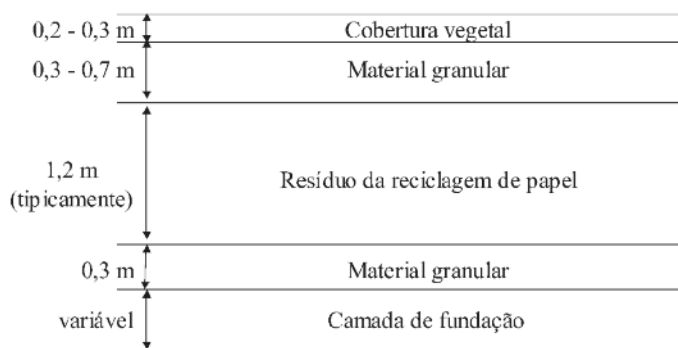 0,2 - 0,3 m Cobertura vegetal
0,3 - 0,7 m Material granular
1,2 m
(tipicamente) Resíduo da reciclagem de papel
0,3 m Material granular
variável Camada de fundação